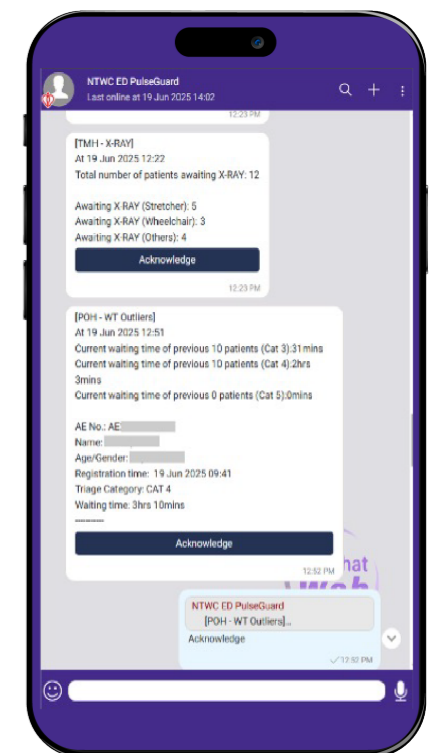 NTWC ED PulseGuard
Last online at 19 Jun 2025 14:02
12:23 PM
[TMH - X-RAY]
At 19 Jun 2025 12:22
Total number of patients awaiting X-RAY: 12
Awaiting X-RAY (Stretcher): 5
Awaiting X-RAY (Wheelchair): 3
Awaiting X-RAY (Others): 4
Acknowledge
12:23 PM
[POH - WT Outliers]
At 19 Jun 2025 12:51
Current waiting time of previous 10 patients (Cat 3):31mins
Current waiting time of previous 10 patients (Cat 4):2hrs
3mins
Current waiting time of previous 0 patients (Cat 5):0mins
AE No.: AE
Name:
Age/Gender:
Registration time: 19 Jun 2025 09:41
Triage Category: CAT 4
Waiting time: 3hrs 10mins
----------
Acknowledge
12:52 PM
NTWC ED PulseGuard
[POH - WT Outliers]...
Acknowledge
12:52 PM